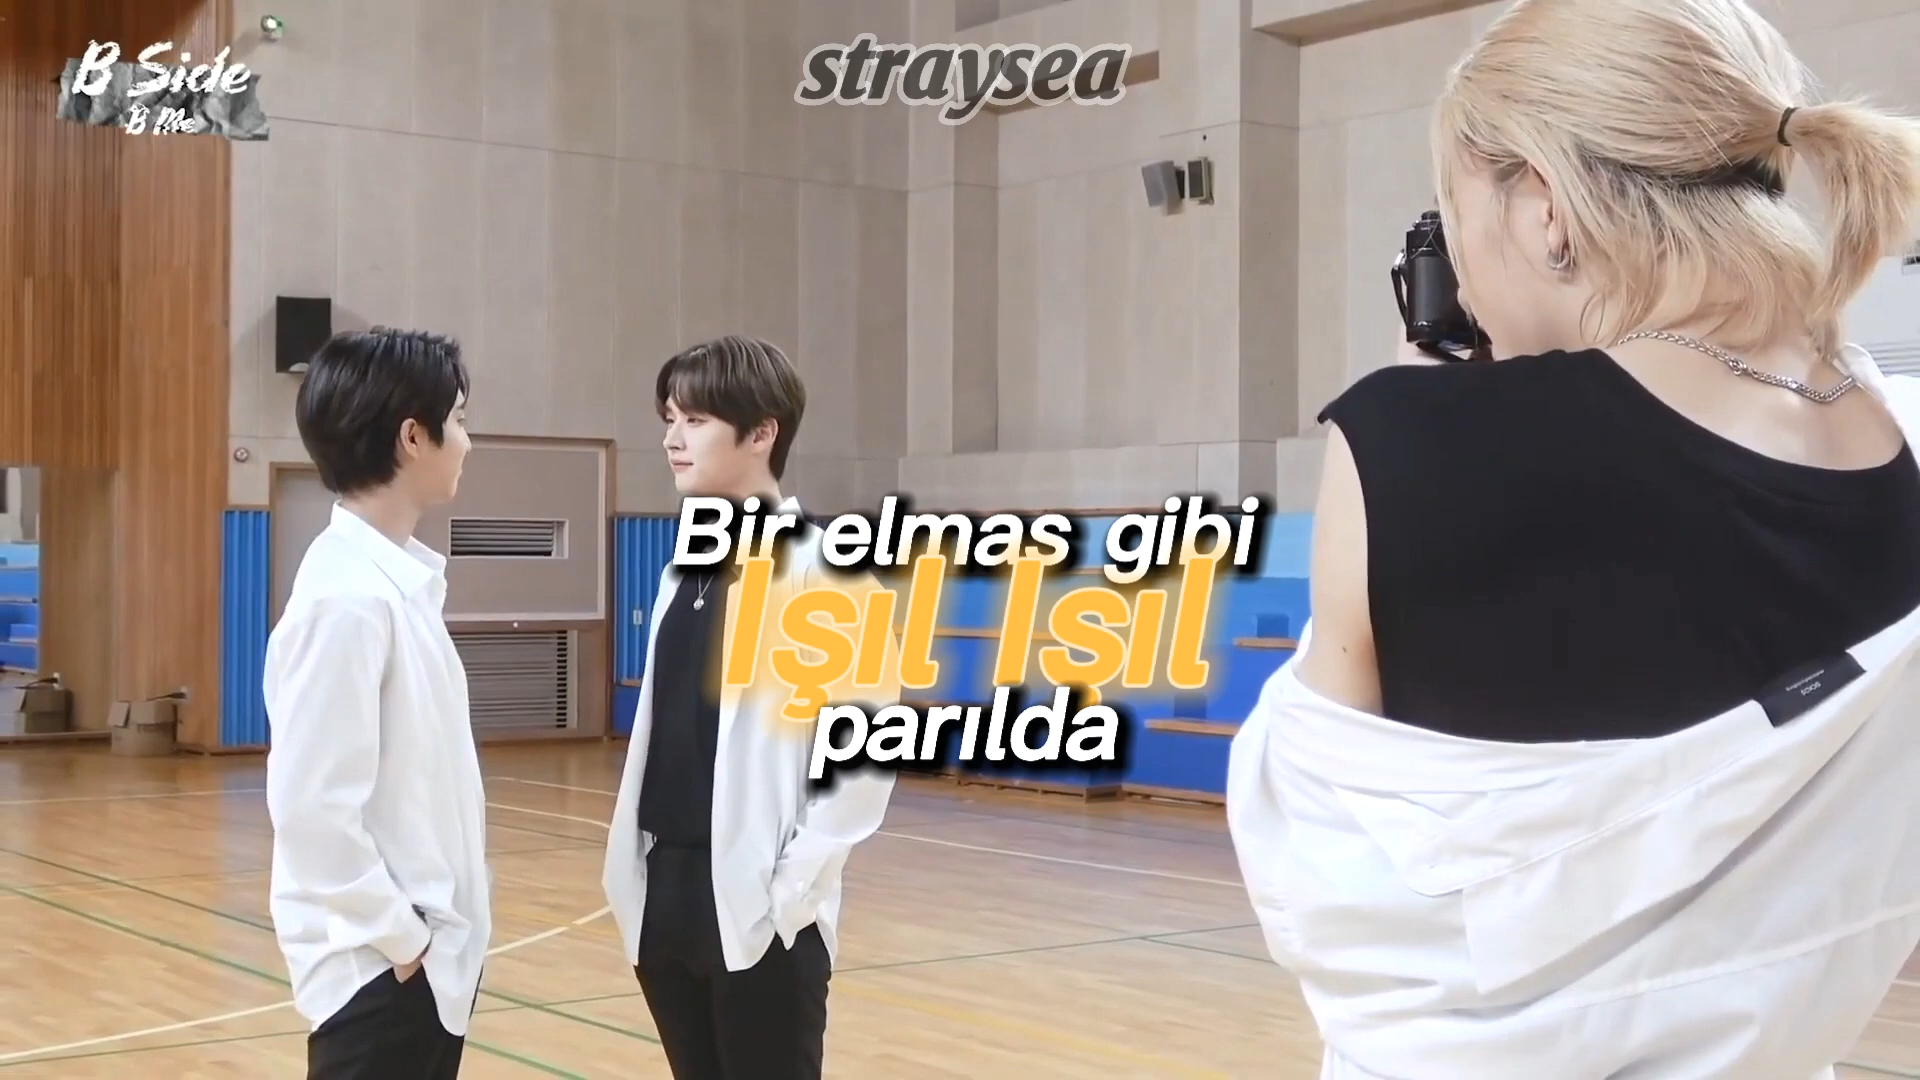 B Side
B Me
straysea
Bir elmas gibi
Işıl Işıl
parılda